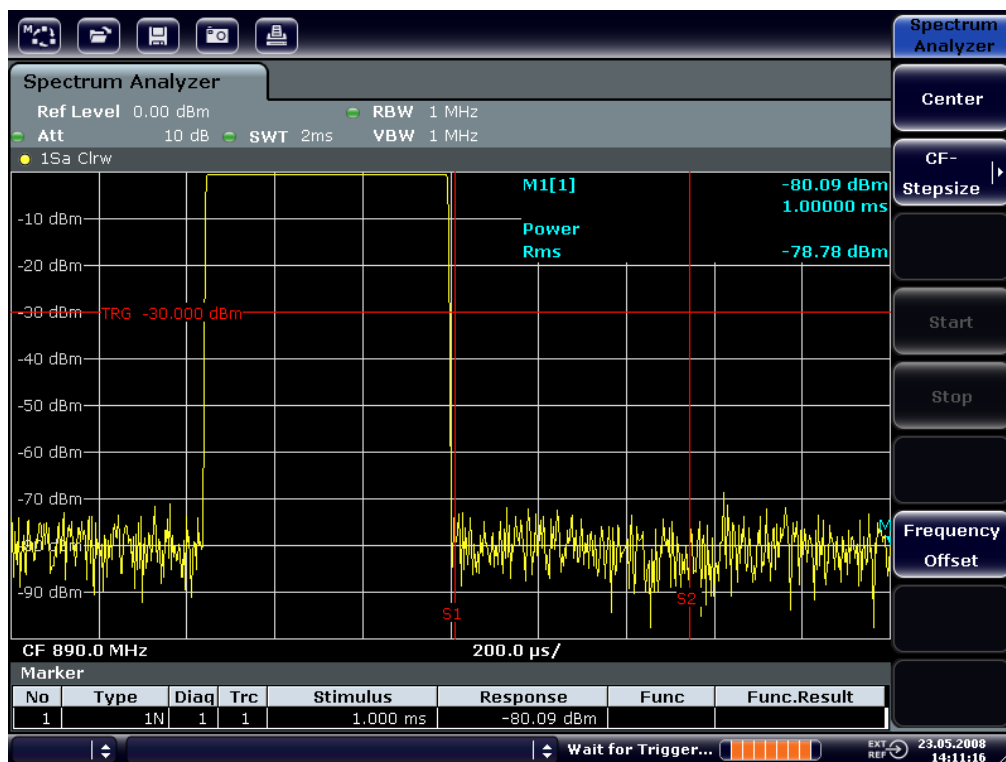 Spectrum Analyzer
Spectrum Analyzer
Ref Level 0.00 dBm RBW 1 MHz
Att 10 dB SWT 2ms VBW 1 MHz
1Sa Clrw
M1[1] -80.09 dBm
1.00000 ms
Power
Rms -78.78 dBm
-10 dBm
-20 dBm
-30 dBm
TRG -30.000 dBm
-40 dBm
-50 dBm
-60 dBm
-70 dBm
-90 dBm
S1
S2
CF 890.0 MHz 200.0 µs/
Marker
No Type Diag Trc Stimulus Response Func Func.Result
1 1N 1 1 1.000 ms -80.09 dBm
Wait for Trigger...
EXT REF
23.05.2008
14:11:16
Center
CF-
Stepsize
Start
Stop
Frequency
Offset